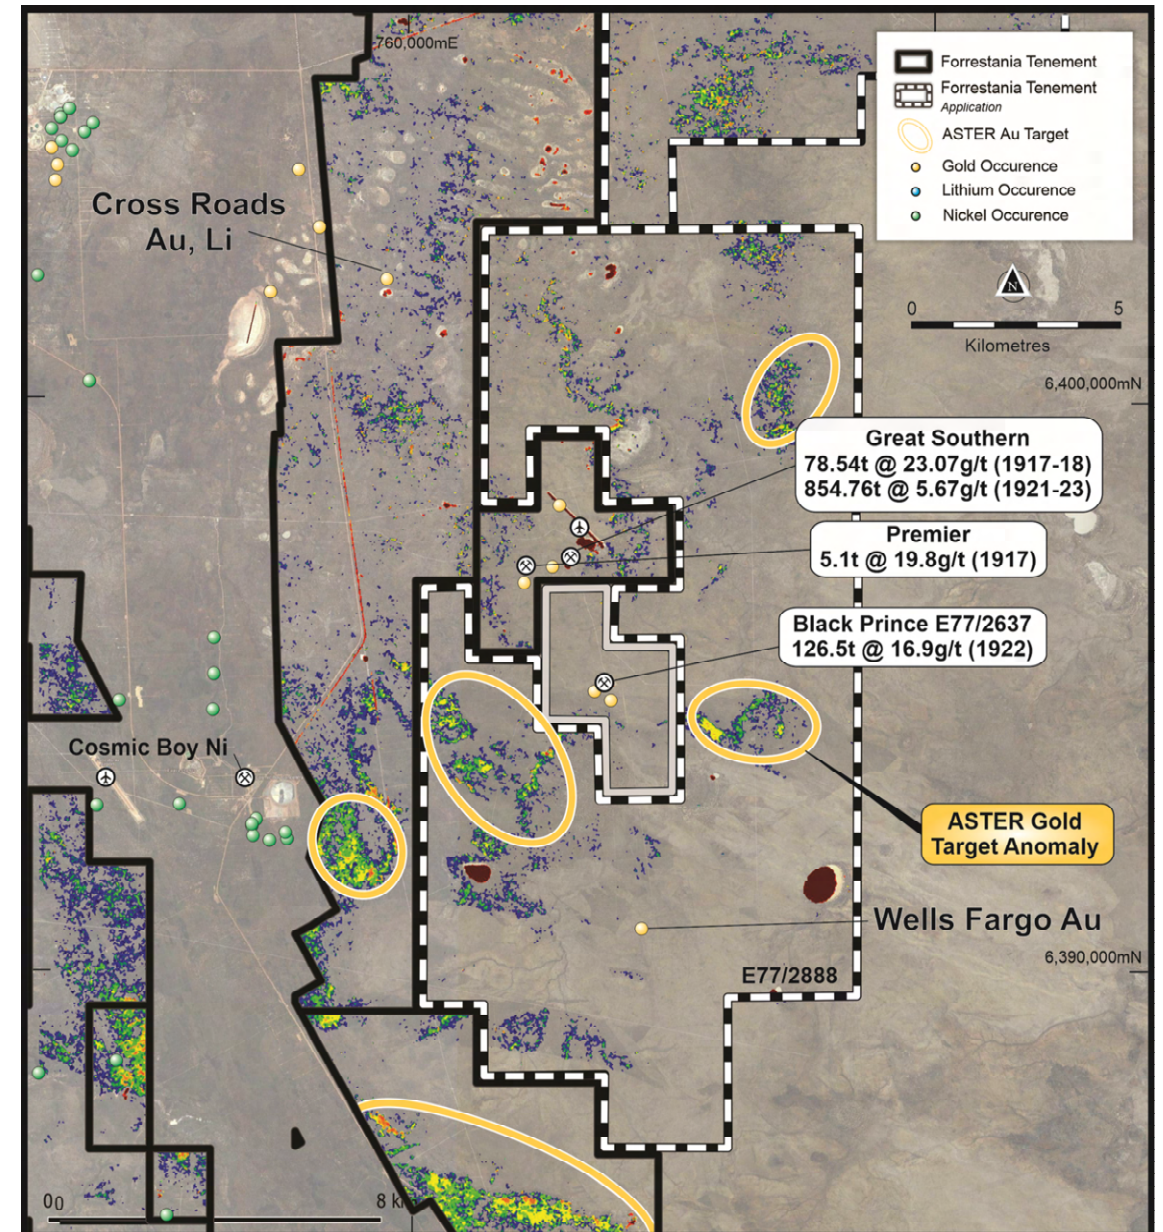 760,000mE
Forrestania Tenement
Forrestania Tenement
Application
ASTER Au Target
Gold Occurence
Lithium Occurence
Nickel Occurence
Cross Roads
Au, Li
N
0 5
Kilometres
6,400,000mN
Great Southern
78.54t @ 23.07g/t (1917-18)
854.76t @ 5.67g/t (1921-23)
Premier
5.1t @ 19.8g/t (1917)
Black Prince E77/2637
126.5t @ 16.9g/t (1922)
Cosmic Boy Ni
ASTER Gold
Target Anomaly
Wells Fargo Au
6,390,000mN
E77/2888
00 8